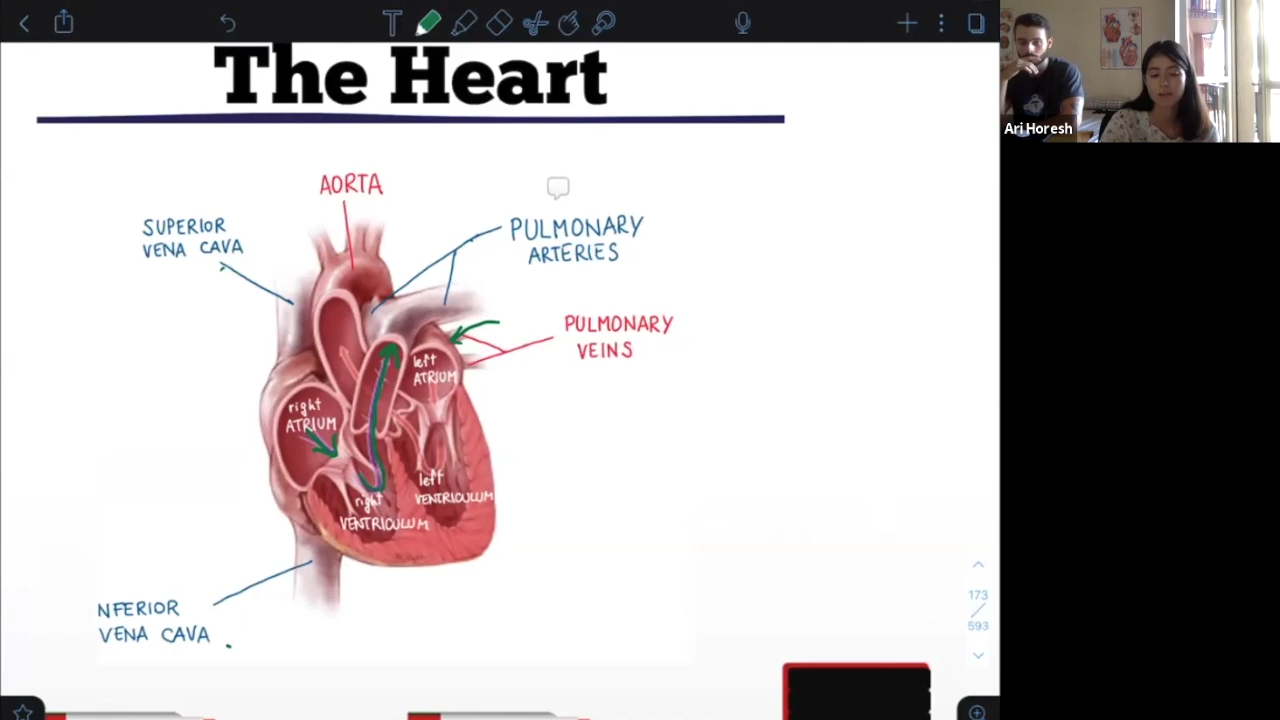 The Heart
Ari Horesh
AORTA
SUPERIOR
VENA CAVA
PULMONARY
ARTERIES
PULMONARY
VEINS
left
ATRIUM
right
ATRIUM
left
VENTRICULUM
right
VENTRICULUM
NFERIOR
VENA CAVA
173
593